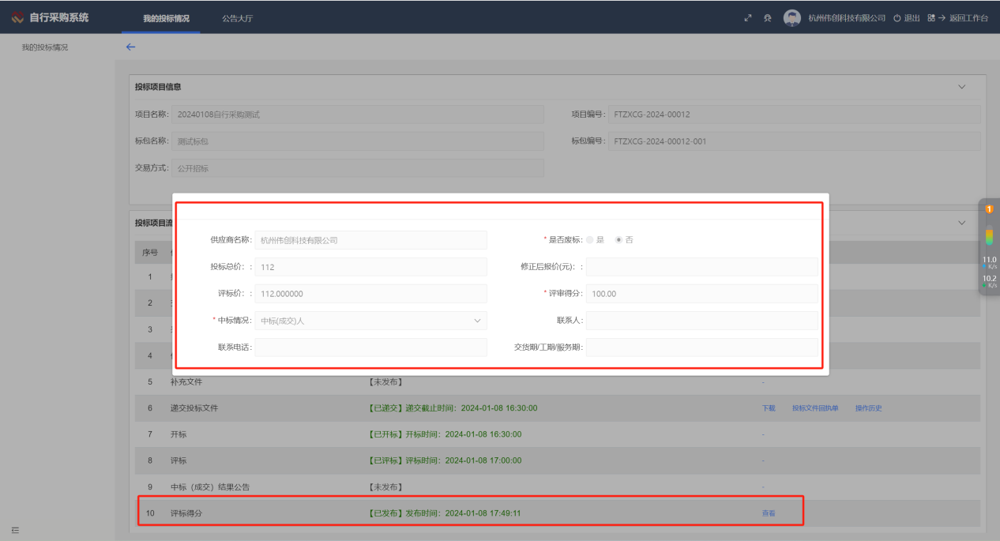 自行采购系统 我的投标情况 公告大厅 杭州伟创科技有限公司 退出 返回工作台
我的投标情况
投标项目信息
项目名称: 20240108自行采购测试 项目编号: FTZXCG-2024-00012
标包名称: 测试标包 标包编号: FTZXCG-2024-00012-001
交易方式: 公开招标
投标项目流
供应商名称: 杭州伟创科技有限公司 * 是否废标: 是 否
序号
投标总价: : 112 修正后报价(元): :
1
评标价: : 112.000000 * 评审得分: 100.00
2
* 中标情况: 中标(成交)人 联系人:
3
联系电话: 交货期/工期/服务期:
4
5 补充文件 【未发布】 -
6 递交投标文件 【已递交】递交截止时间: 2024-01-08 16:30:00 下载 投标文件回执单 操作历史
7 开标 【已开标】开标时间: 2024-01-08 16:30:00 -
8 评标 【已评标】评标时间: 2024-01-08 17:00:00 -
9 中标（成交）结果公告 【未发布】 -
10 评标得分 【已发布】发布时间: 2024-01-08 17:49:11 查看
1
11.0
K/s
10.2
K/s